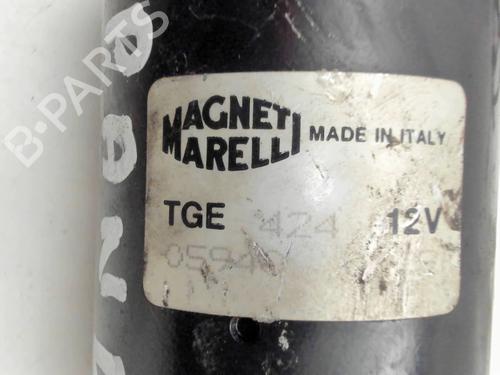 B-PARTS
MAGNETI
MARELLI
MADE IN ITALY
TGE 424 12V